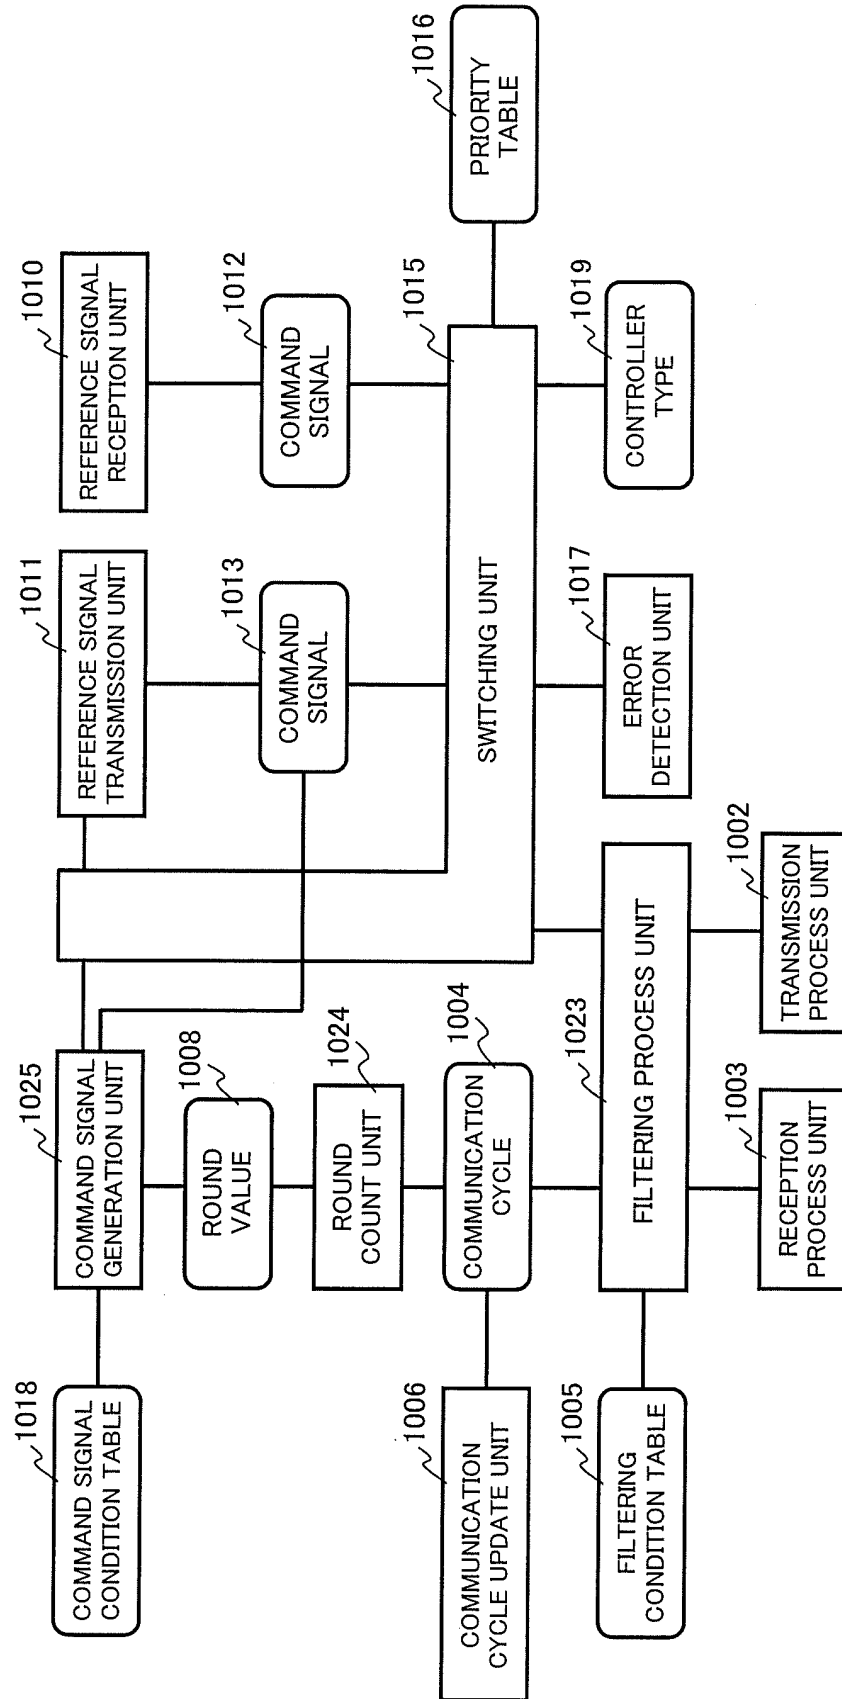 1018
COMMAND SIGNAL
CONDITION TABLE
1025
COMMAND SIGNAL
GENERATION UNIT
1011
REFERENCE SIGNAL
TRANSMISSION UNIT
1010
REFERENCE SIGNAL
RECEPTION UNIT
1008
ROUND
VALUE
1013
COMMAND
SIGNAL
1012
COMMAND
SIGNAL
1024
ROUND
COUNT UNIT
1006
COMMUNICATION
CYCLE UPDATE UNIT
1004
COMMUNICATION
CYCLE
1015
SWITCHING UNIT
1016
PRIORITY
TABLE
1005
FILTERING
CONDITION TABLE
1023
FILTERING PROCESS UNIT
1017
ERROR
DETECTION UNIT
1019
CONTROLLER
TYPE
1003
RECEPTION
PROCESS UNIT
1002
TRANSMISSION
PROCESS UNIT